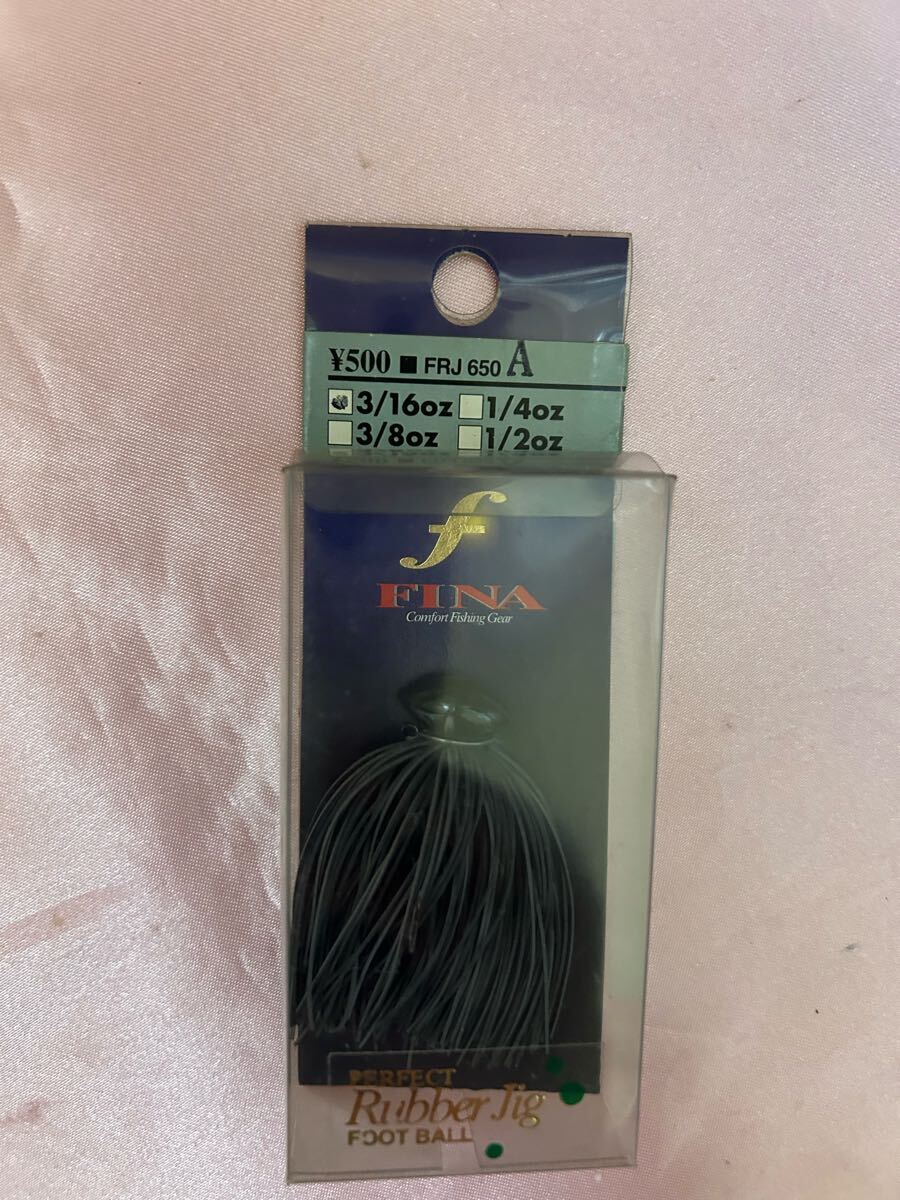 ¥500 ■ FRJ 650 A
3/16oz 1/4oz
3/8oz 1/2oz
f
FINA
Comfort Fishing Gear
PERFECT
Rubber Jig
FOOT BALL